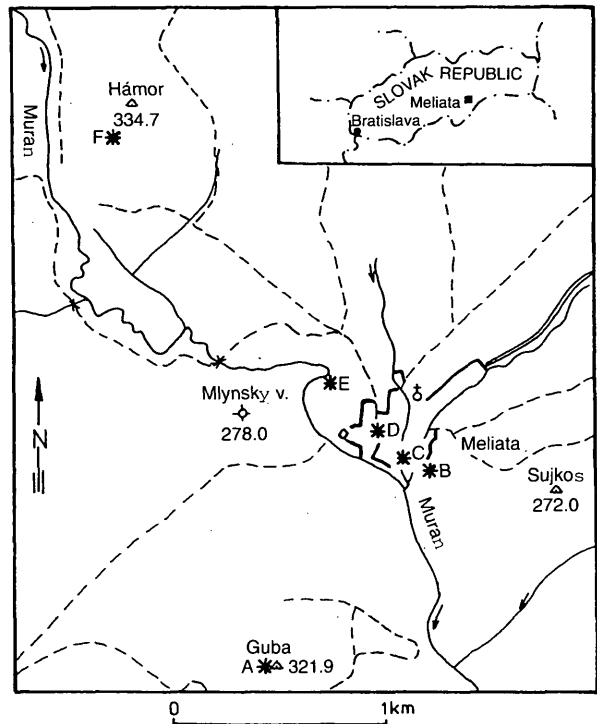 Hámor
334.7
F
Muran
SLOVAK REPUBLIC
Meliata
Bratislava
E
Mlynsky v.
278.0
N
D
C
B
Meliata
Sujkos
272.0
Muran
Guba
A
321.9
0
1km